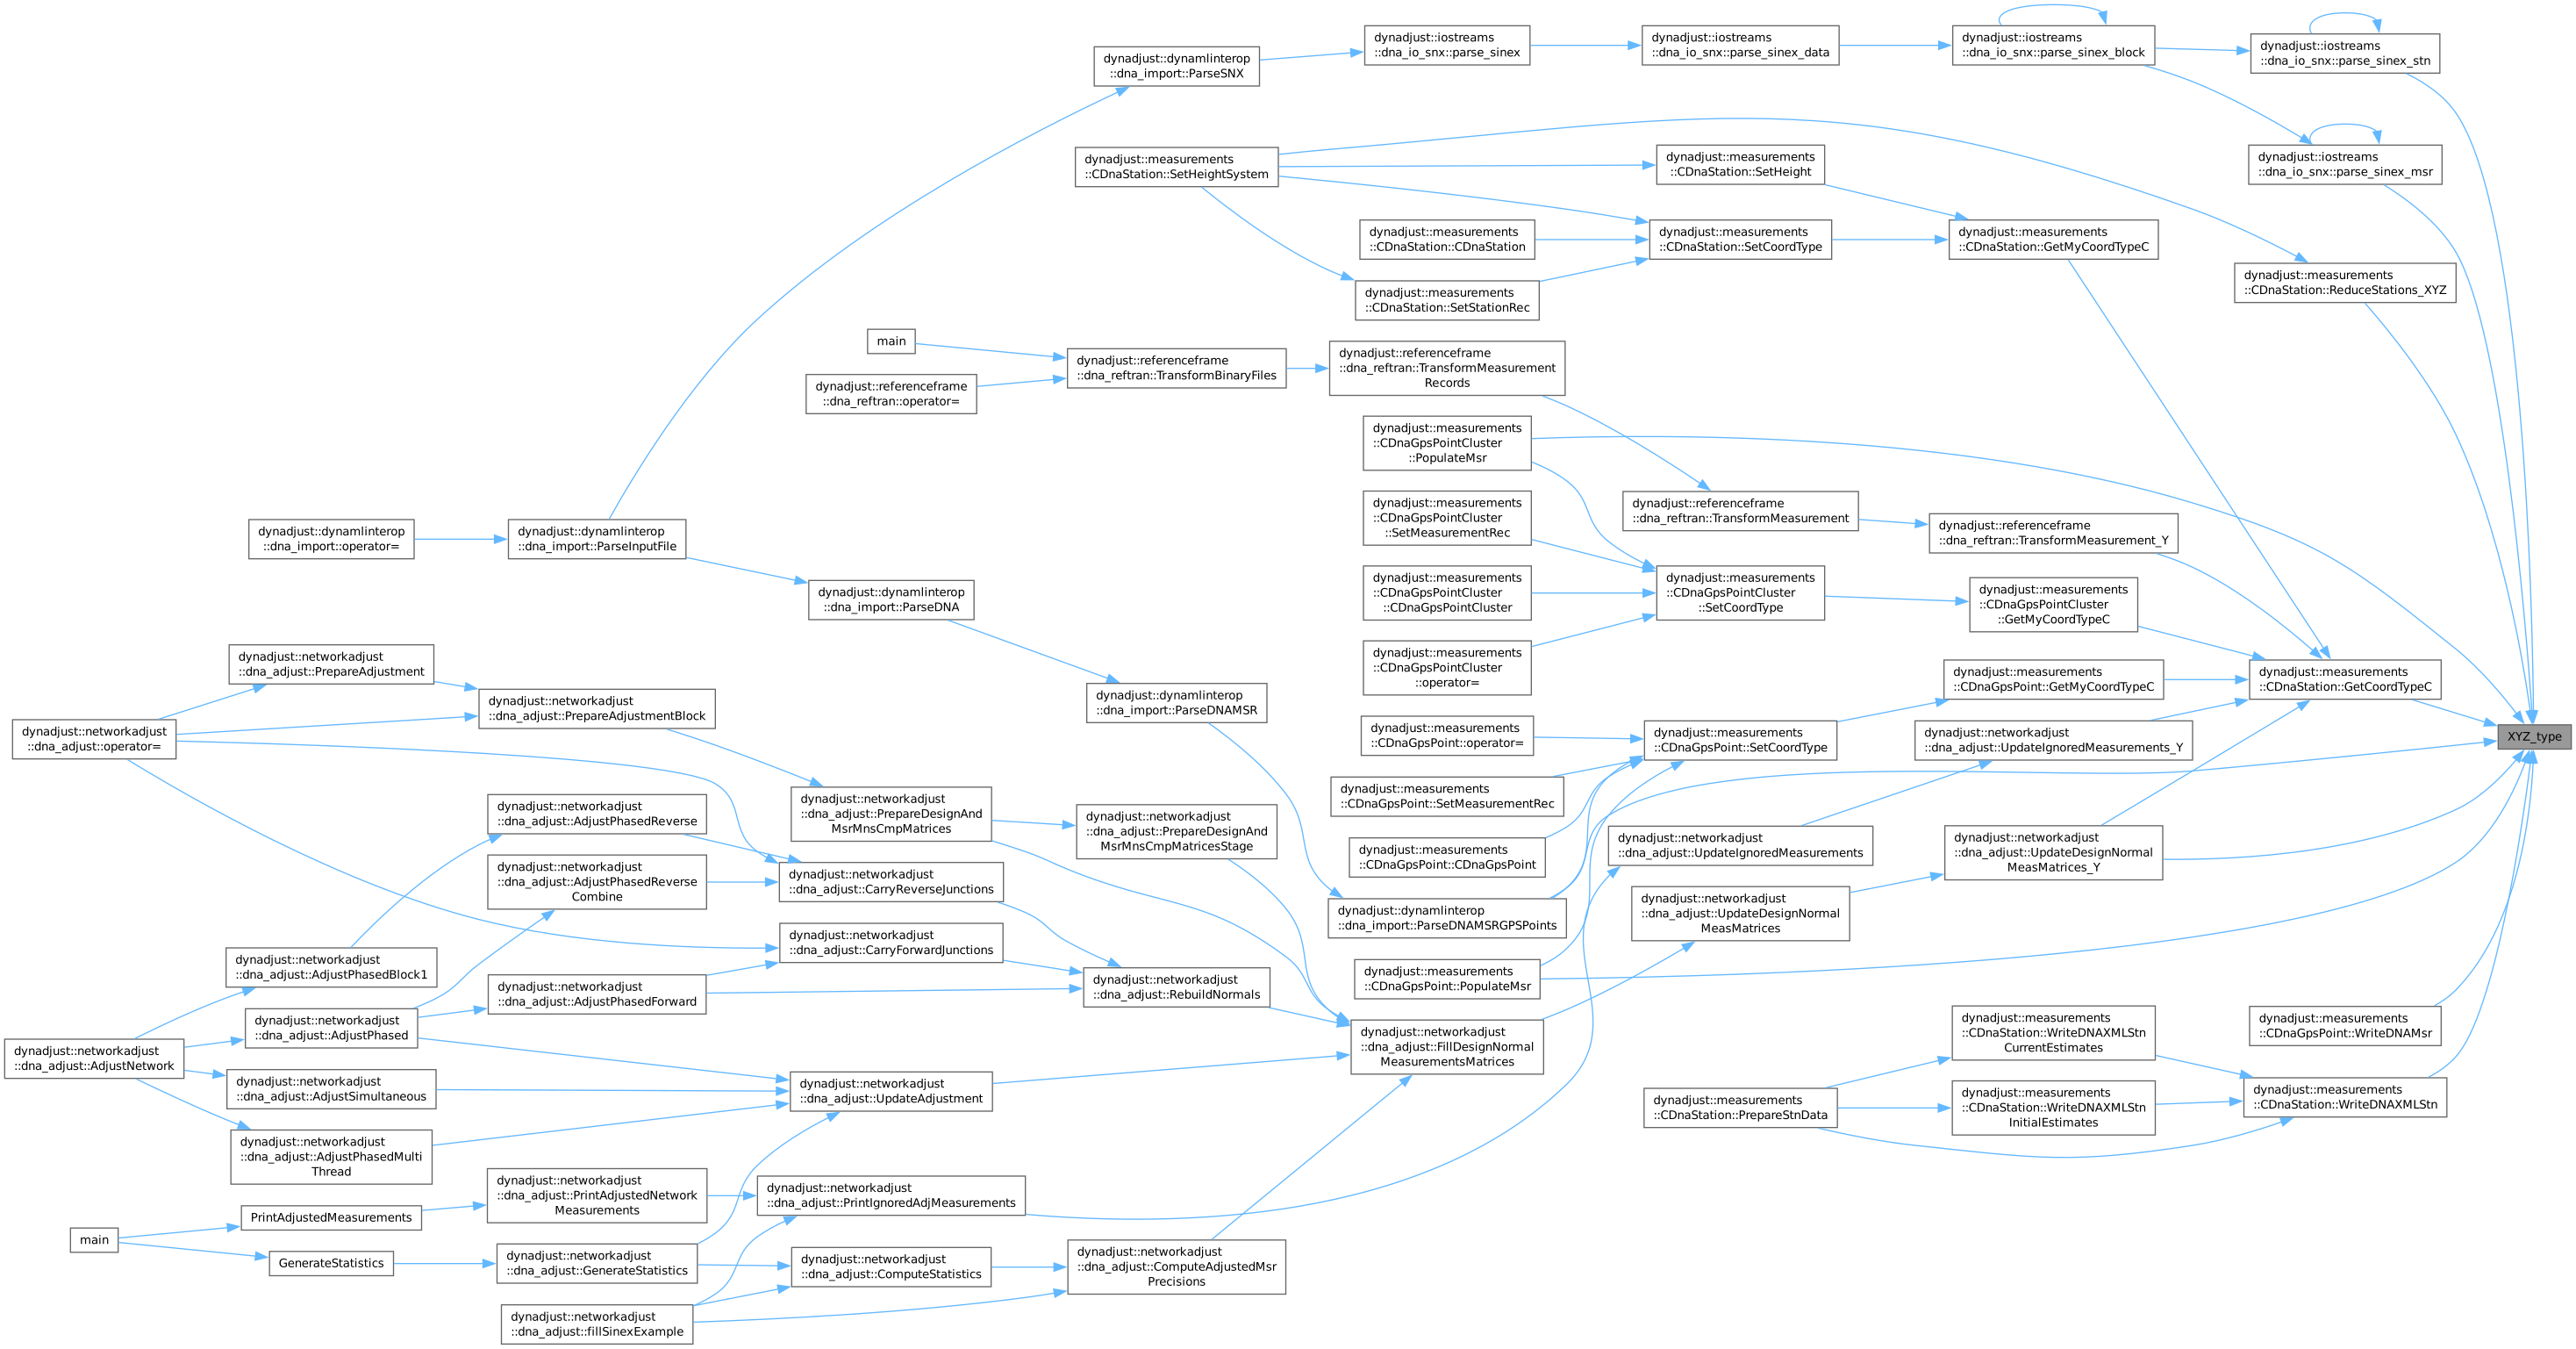 dynadjust::iostreams
::dna_io_snx::parse_sinex
dynadjust::iostreams
::dna_io_snx::parse_sinex_data
dynadjust::iostreams
::dna_io_snx::parse_sinex_block
dynadjust::iostreams
::dna_io_snx::parse_sinex_stn
dynadjust::dynamlinterop
::dna_import::ParseSNX
dynadjust::measurements
::CDnaStation::SetHeightSystem
dynadjust::measurements
::CDnaStation::SetHeight
dynadjust::iostreams
::dna_io_snx::parse_sinex_msr
dynadjust::measurements
::CDnaStation::CDnaStation
dynadjust::measurements
::CDnaStation::SetCoordType
dynadjust::measurements
::CDnaStation::GetMyCoordTypeC
dynadjust::measurements
::CDnaStation::ReduceStations_XYZ
dynadjust::measurements
::CDnaStation::SetStationRec
main
dynadjust::referenceframe
::dna_reftran::TransformBinaryFiles
dynadjust::referenceframe
::dna_reftran::TransformMeasurement
Records
dynadjust::referenceframe
::dna_reftran::operator=
dynadjust::measurements
::CDnaGpsPointCluster
::PopulateMsr
dynadjust::measurements
::CDnaGpsPointCluster
::SetMeasurementRec
dynadjust::referenceframe
::dna_reftran::TransformMeasurement
dynadjust::referenceframe
::dna_reftran::TransformMeasurement_Y
dynadjust::dynamlinterop
::dna_import::operator=
dynadjust::dynamlinterop
::dna_import::ParseInputFile
dynadjust::dynamlinterop
::dna_import::ParseDNA
dynadjust::measurements
::CDnaGpsPointCluster
::CDnaGpsPointCluster
dynadjust::measurements
::CDnaGpsPointCluster
::SetCoordType
dynadjust::measurements
::CDnaGpsPointCluster
::GetMyCoordTypeC
dynadjust::measurements
::CDnaGpsPointCluster
::operator=
dynadjust::networkadjust
::dna_adjust::PrepareAdjustment
dynadjust::networkadjust
::dna_adjust::PrepareAdjustmentBlock
dynadjust::dynamlinterop
::dna_import::ParseDNAMSR
dynadjust::measurements
::CDnaGpsPoint::GetMyCoordTypeC
dynadjust::measurements
::CDnaStation::GetCoordTypeC
dynadjust::networkadjust
::dna_adjust::operator=
dynadjust::measurements
::CDnaGpsPoint::operator=
dynadjust::measurements
::CDnaGpsPoint::SetCoordType
dynadjust::networkadjust
::dna_adjust::UpdateIgnoredMeasurements_Y
XYZ_type
dynadjust::measurements
::CDnaGpsPoint::SetMeasurementRec
dynadjust::networkadjust
::dna_adjust::AdjustPhasedReverse
dynadjust::networkadjust
::dna_adjust::PrepareDesignAnd
MsrMnsCmpMatrices
dynadjust::networkadjust
::dna_adjust::PrepareDesignAnd
MsrMnsCmpMatricesStage
dynadjust::measurements
::CDnaGpsPoint::CDnaGpsPoint
dynadjust::networkadjust
::dna_adjust::UpdateIgnoredMeasurements
dynadjust::networkadjust
::dna_adjust::UpdateDesignNormal
MeasMatrices_Y
dynadjust::networkadjust
::dna_adjust::AdjustPhasedReverse
Combine
dynadjust::networkadjust
::dna_adjust::CarryReverseJunctions
dynadjust::dynamlinterop
::dna_import::ParseDNAMSRGPSPoints
dynadjust::networkadjust
::dna_adjust::UpdateDesignNormal
MeasMatrices
dynadjust::networkadjust
::dna_adjust::AdjustPhasedBlock1
dynadjust::networkadjust
::dna_adjust::CarryForwardJunctions
dynadjust::networkadjust
::dna_adjust::AdjustPhasedForward
dynadjust::networkadjust
::dna_adjust::RebuildNormals
dynadjust::measurements
::CDnaGpsPoint::PopulateMsr
dynadjust::networkadjust
::dna_adjust::AdjustPhased
dynadjust::networkadjust
::dna_adjust::FillDesignNormal
MeasurementsMatrices
dynadjust::measurements
::CDnaStation::WriteDNAXMLStn
CurrentEstimates
dynadjust::measurements
::CDnaGpsPoint::WriteDNAMsr
dynadjust::networkadjust
::dna_adjust::AdjustNetwork
dynadjust::networkadjust
::dna_adjust::AdjustSimultaneous
dynadjust::networkadjust
::dna_adjust::UpdateAdjustment
dynadjust::measurements
::CDnaStation::PrepareStnData
dynadjust::measurements
::CDnaStation::WriteDNAXMLStn
InitialEstimates
dynadjust::measurements
::CDnaStation::WriteDNAXMLStn
dynadjust::networkadjust
::dna_adjust::AdjustPhasedMulti
Thread
dynadjust::networkadjust
::dna_adjust::PrintAdjustedNetwork
Measurements
dynadjust::networkadjust
::dna_adjust::PrintIgnoredAdjMeasurements
PrintAdjustedMeasurements
main
GenerateStatistics
dynadjust::networkadjust
::dna_adjust::GenerateStatistics
dynadjust::networkadjust
::dna_adjust::ComputeStatistics
dynadjust::networkadjust
::dna_adjust::ComputeAdjustedMsr
Precisions
dynadjust::networkadjust
::dna_adjust::fillSinexExample